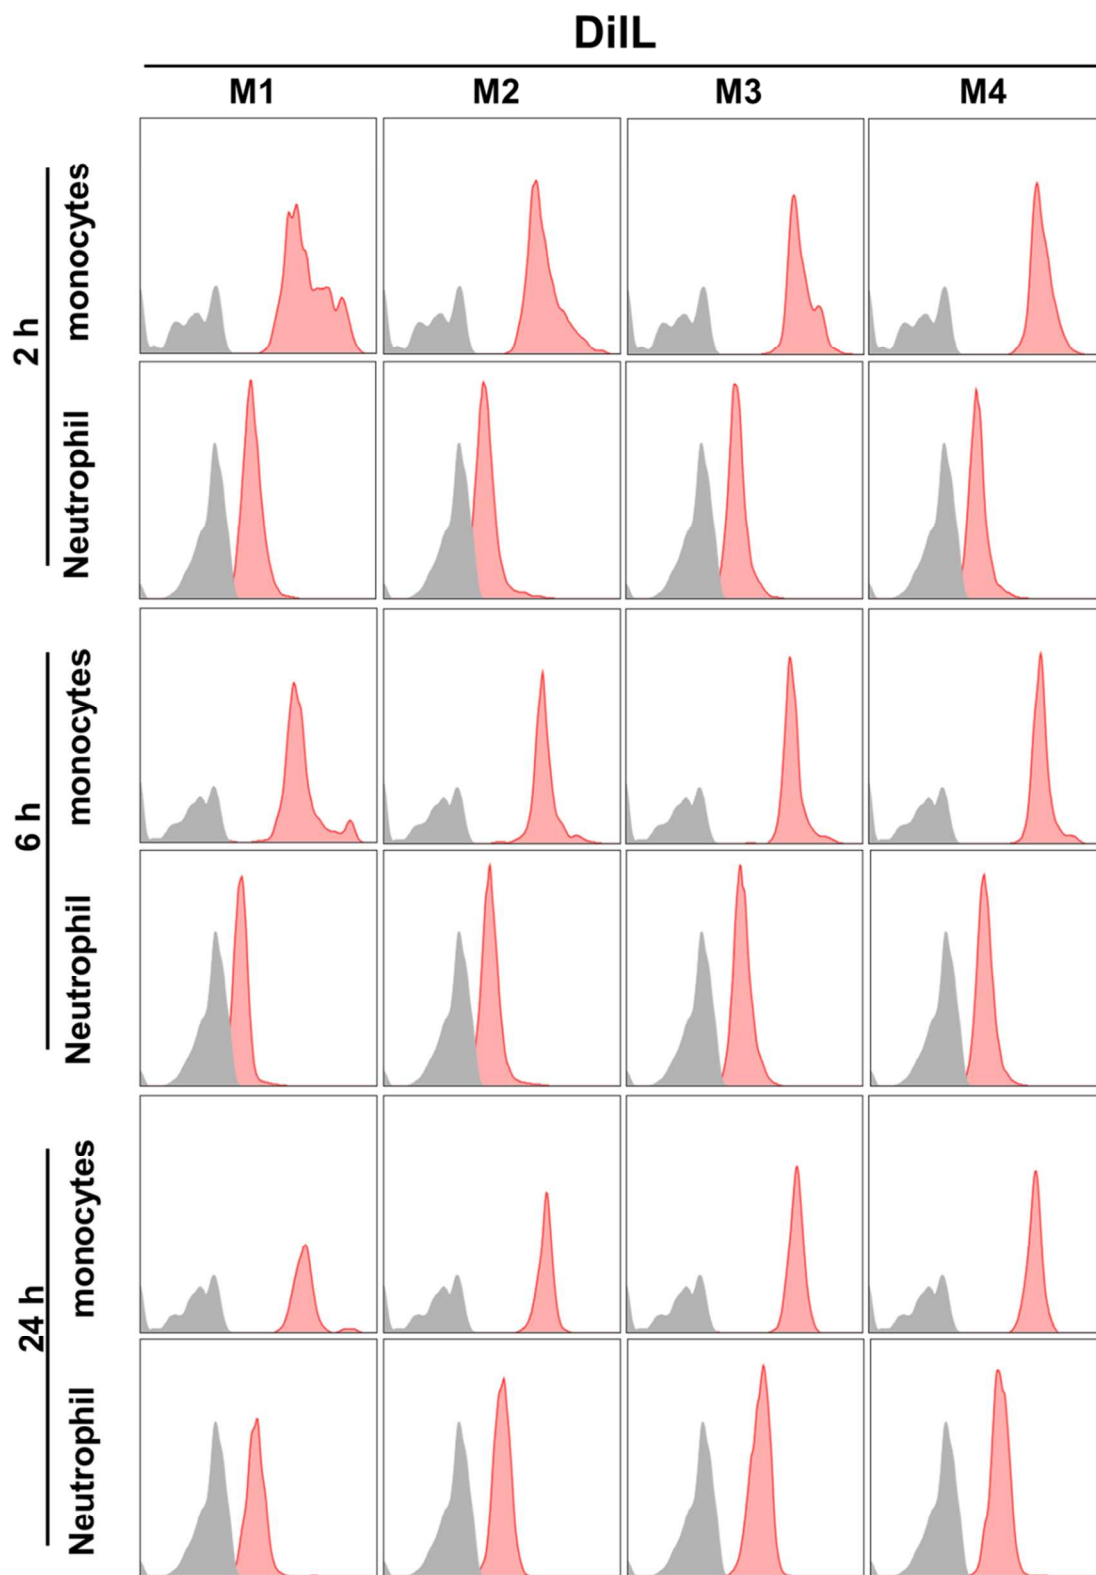 DiIL
M1 M2 M3 M4
2 h
monocytes
Neutrophil
6 h
monocytes
Neutrophil
24 h
monocytes
Neutrophil